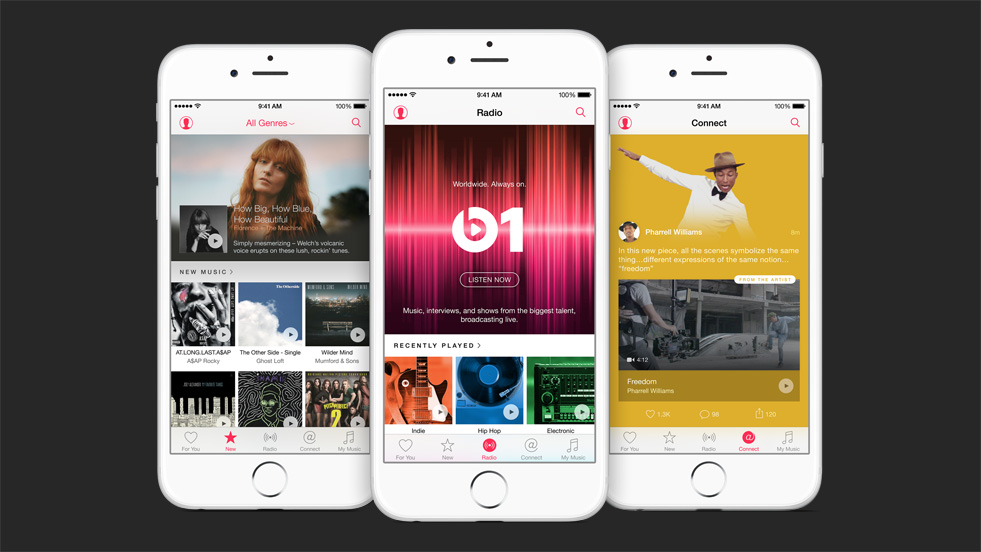 9:41 AM
100%
All Genres
How Big, How Blue,
How Beautiful
Florence + The Machine
Simply mesmerizing – Welch's volcanic
voice erupts on these lush, rockin' tunes.
NEW MUSIC
AT.LONG.LAST.A$AP
A$AP Rocky
The Other Side - Single
Ghost Loft
Wilder Mind
Mumford & Sons
For You
New
Radio
Connect
My Music
9:41 AM
100%
Radio
Worldwide. Always on.
B1
LISTEN NOW
Music, interviews, and shows from the biggest talent,
broadcasting live.
RECENTLY PLAYED
Indie
Hip Hop
Electronic
For You
New
Radio
Connect
My Music
9:41 AM
100%
Connect
Pharrell Williams
8m
In this new piece, all the scenes symbolize the same
thing...different expressions of the same notion...
"freedom"
FROM THE ARTIST
4:12
Freedom
Pharrell Williams
1.3K
98
120
For You
New
Radio
Connect
My Music